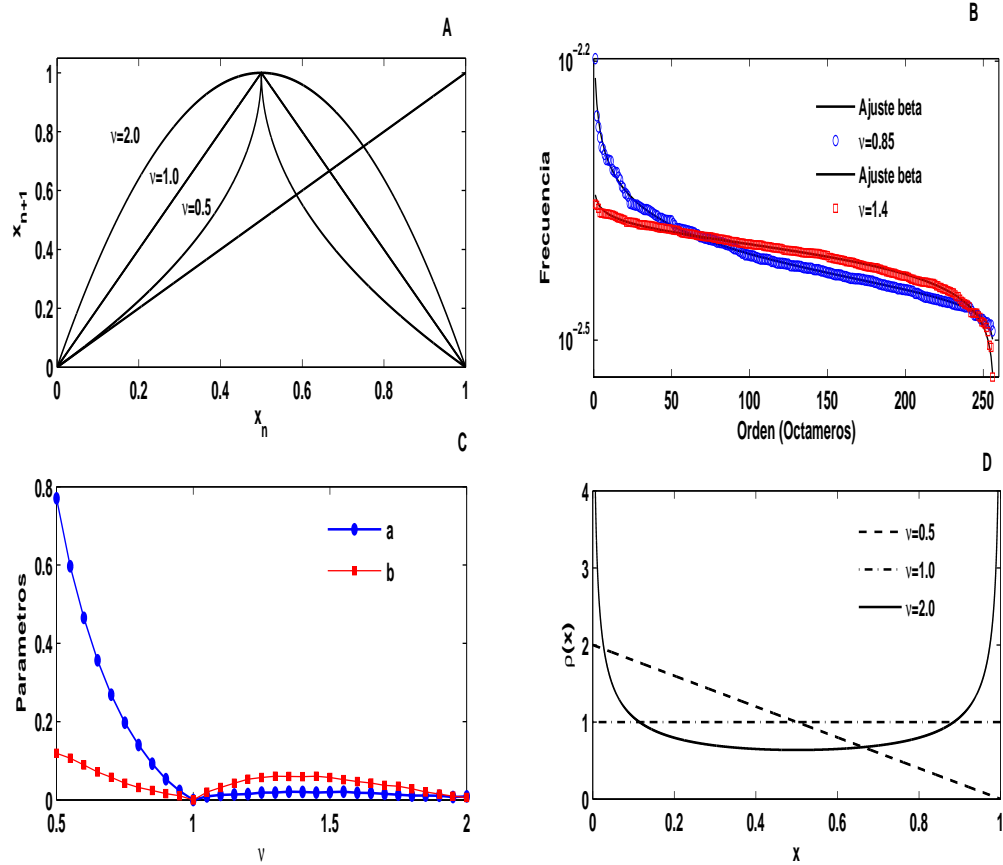 A
1
0.8
0.6
0.4
0.2
0
0
0.2
0.4
0.6
0.8
1
x_{n+1}
x_n
ν=2.0
ν=1.0
ν=0.5
B
10^{-2.2}
10^{-2.5}
Frecuencia
0
50
100
150
200
250
Orden (Octameros)
Ajuste beta
ν=0.85
Ajuste beta
ν=1.4
C
0.8
0.6
0.4
0.2
0
Parametros
0.5
1
1.5
2
ν
a
b
D
4
3
2
1
0
ρ(x)
0
0.2
0.4
0.6
0.8
1
x
ν=0.5
ν=1.0
ν=2.0